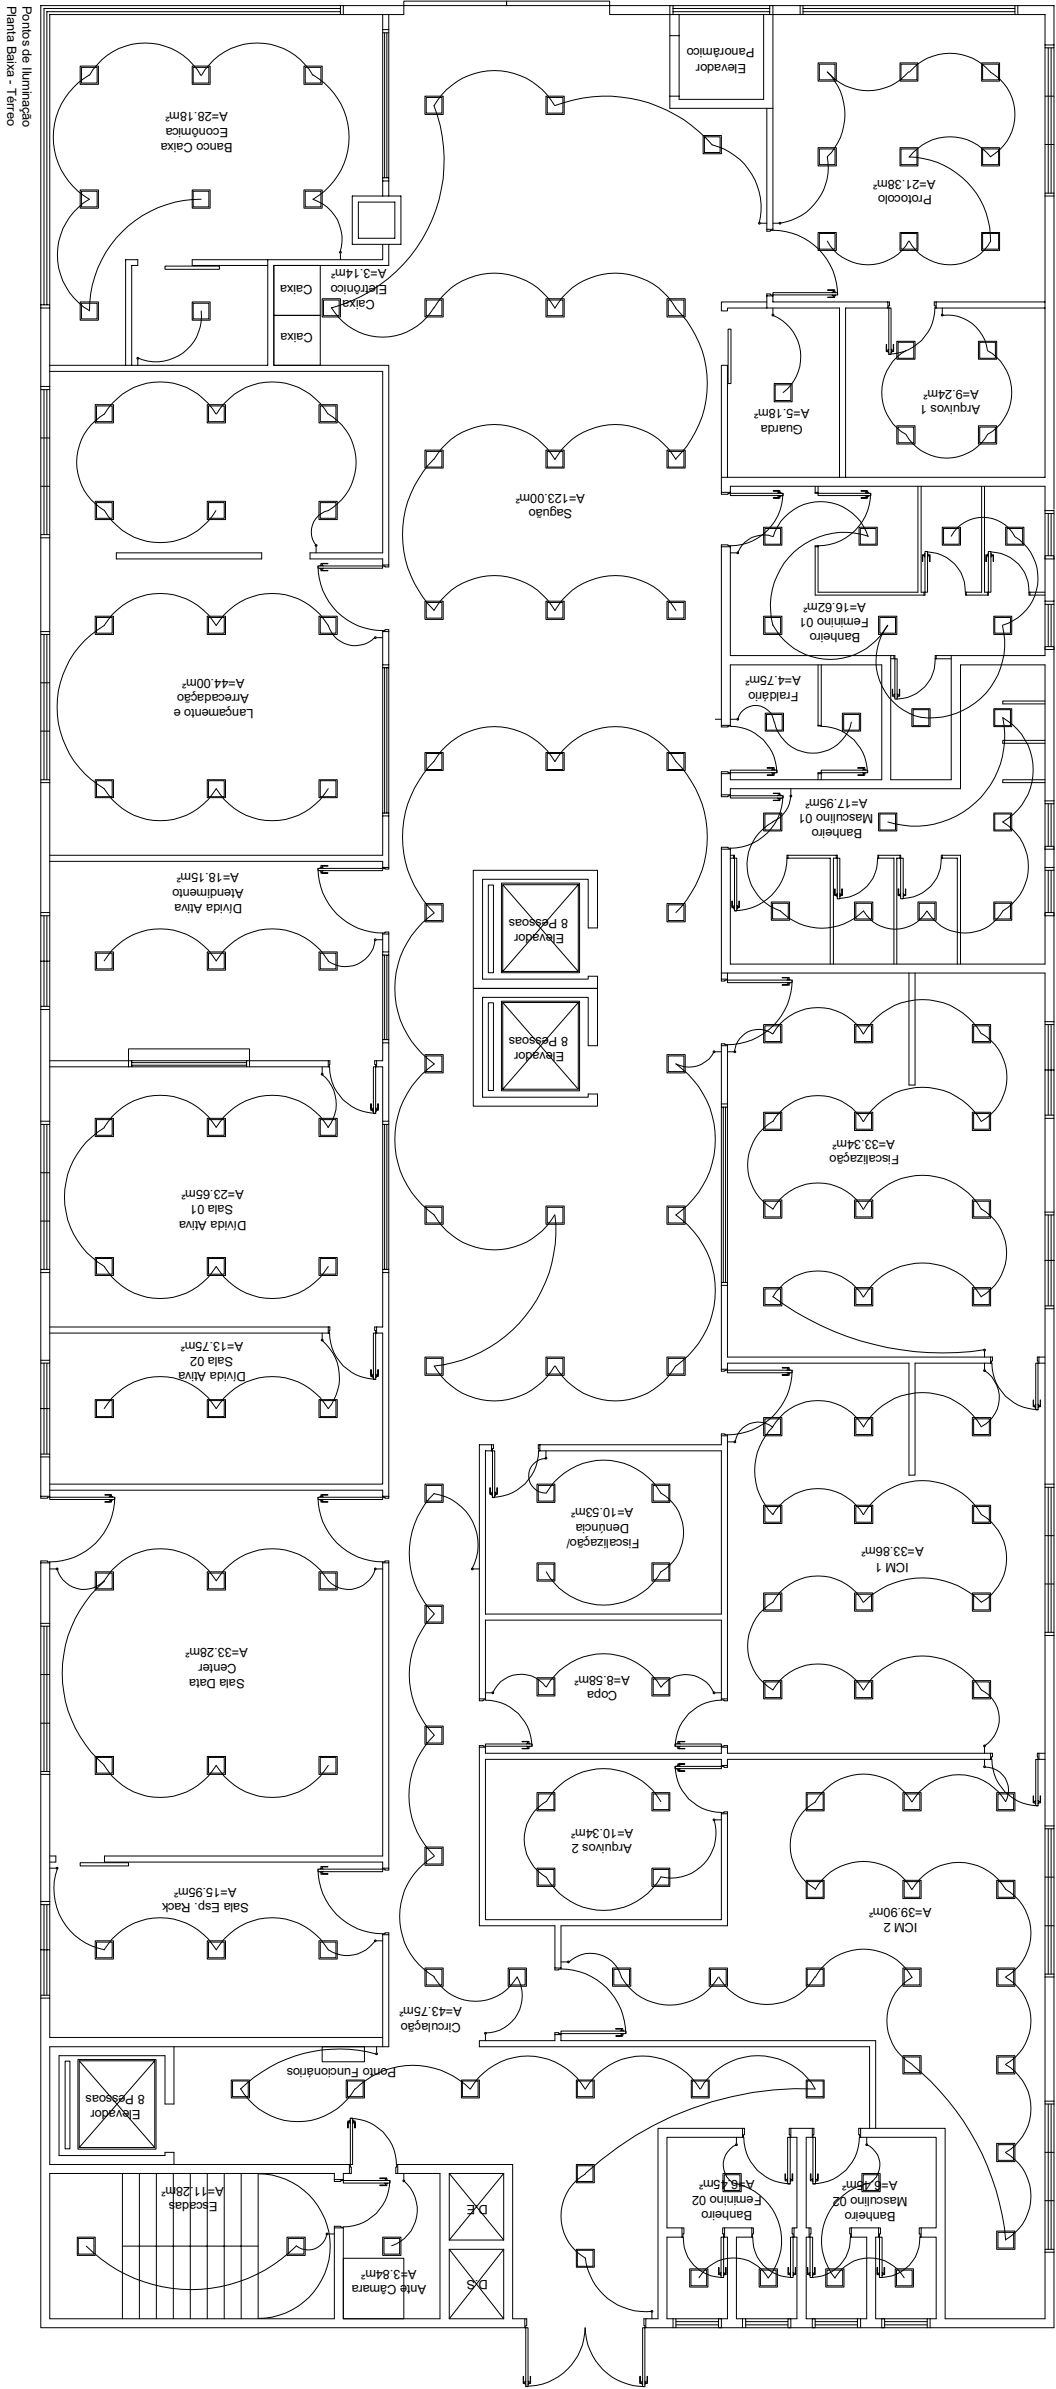 Pontos de Iluminação
Planta Baixa - Térreo
Banco Caixa
Econômica
A=28.18m²
Elevador
Panorâmico
Protocolo
A=21.38m²
Caixa
Eletrônico
A=3.14m²
Caixa
Caixa
Guarda
A=5.18m²
Arquivos 1
A=9.24m²
Saguão
A=123.00m²
Banheiro
Feminino 01
A=16.62m²
Fraldário
A=4.75m²
Lançamento e
Arrecadação
A=44.00m²
Banheiro
Masculino 01
A=17.95m²
Dívida Ativa
Atendimento
A=18.15m²
Elevador
8 Pessoas
Elevador
8 Pessoas
Fiscalização
A=33.34m²
Dívida Ativa
Sala 01
A=23.65m²
Dívida Ativa
Sala 02
A=13.75m²
Fiscalização/
Denúncia
A=10.53m²
ICM 1
A=33.86m²
Sala Data
Center
A=33.28m²
Copa
A=8.58m²
Arquivos 2
A=10.34m²
ICM 2
A=39.90m²
Sala Esp. Rack
A=15.95m²
Circulação
A=43.75m²
Ponto Funcionários
Elevador
8 Pessoas
Escadas
A=11.28m²
Ante Câmara
A=3.84m²
D/E
D/S
Banheiro
Feminino 02
A=6.45m²
Banheiro
Masculino 02
A=6.45m²